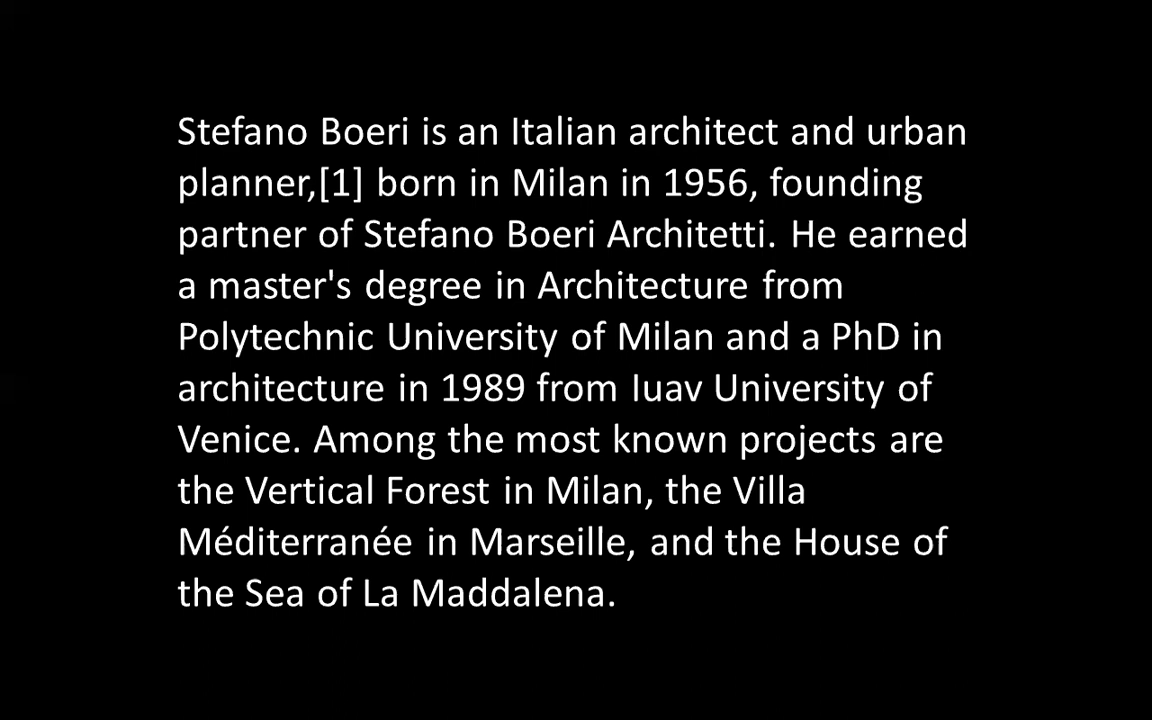 Stefano Boeri is an Italian architect and urban
planner,[1] born in Milan in 1956, founding
partner of Stefano Boeri Architetti. He earned
a master's degree in Architecture from
Polytechnic University of Milan and a PhD in
architecture in 1989 from Iuav University of
Venice. Among the most known projects are
the Vertical Forest in Milan, the Villa
Méditerranée in Marseille, and the House of
the Sea of La Maddalena.